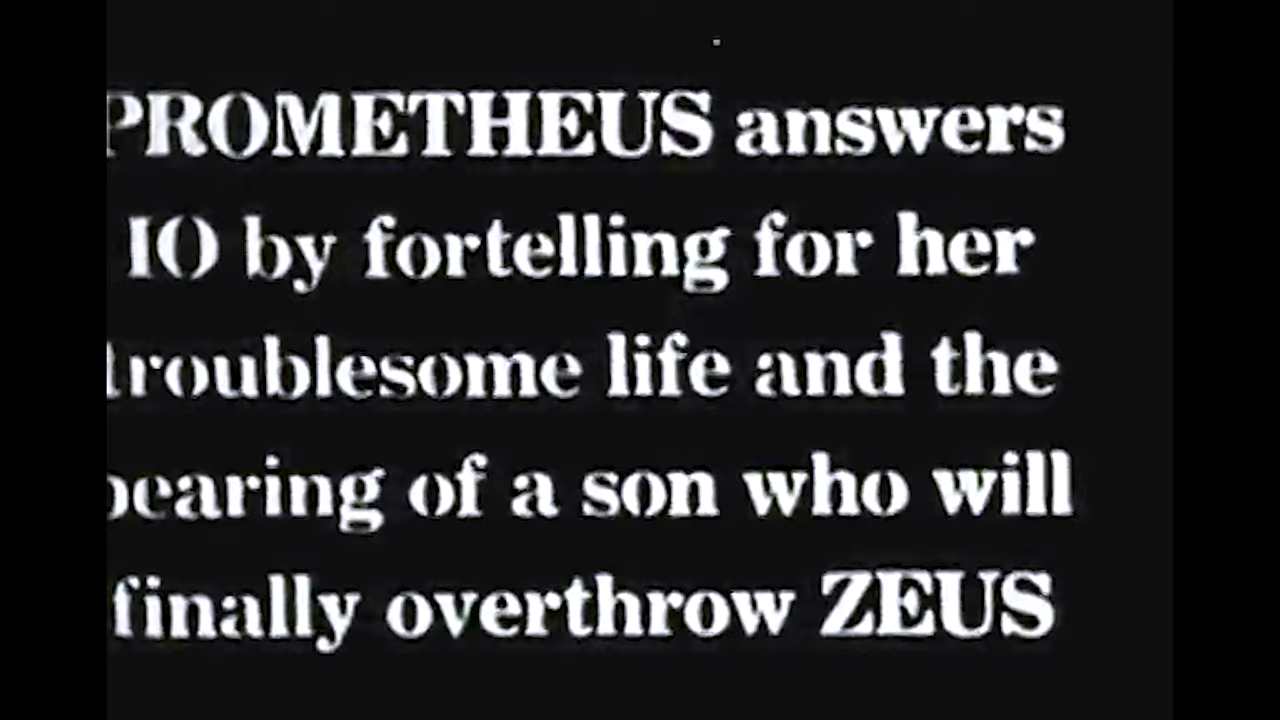 PROMETHEUS answers
IO by fortelling for her
troublesome life and the
bearing of a son who will
finally overthrow ZEUS